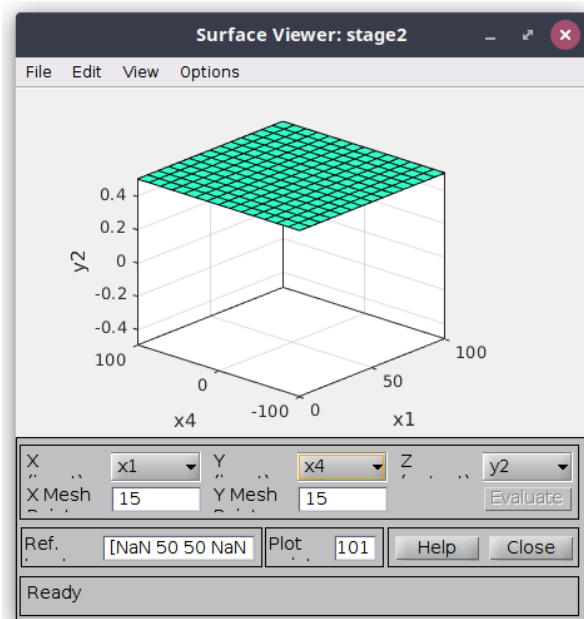 Surface Viewer: stage2
File Edit View Options
0.4
0.2
0
-0.2
-0.4
y2
100
0
-100
x4
0
50
100
x1
X x1 Y x4 Z y2
X Mesh 15 Y Mesh 15 Evaluate
Ref. [NaN 50 50 NaN Plot 101 Help Close
Ready